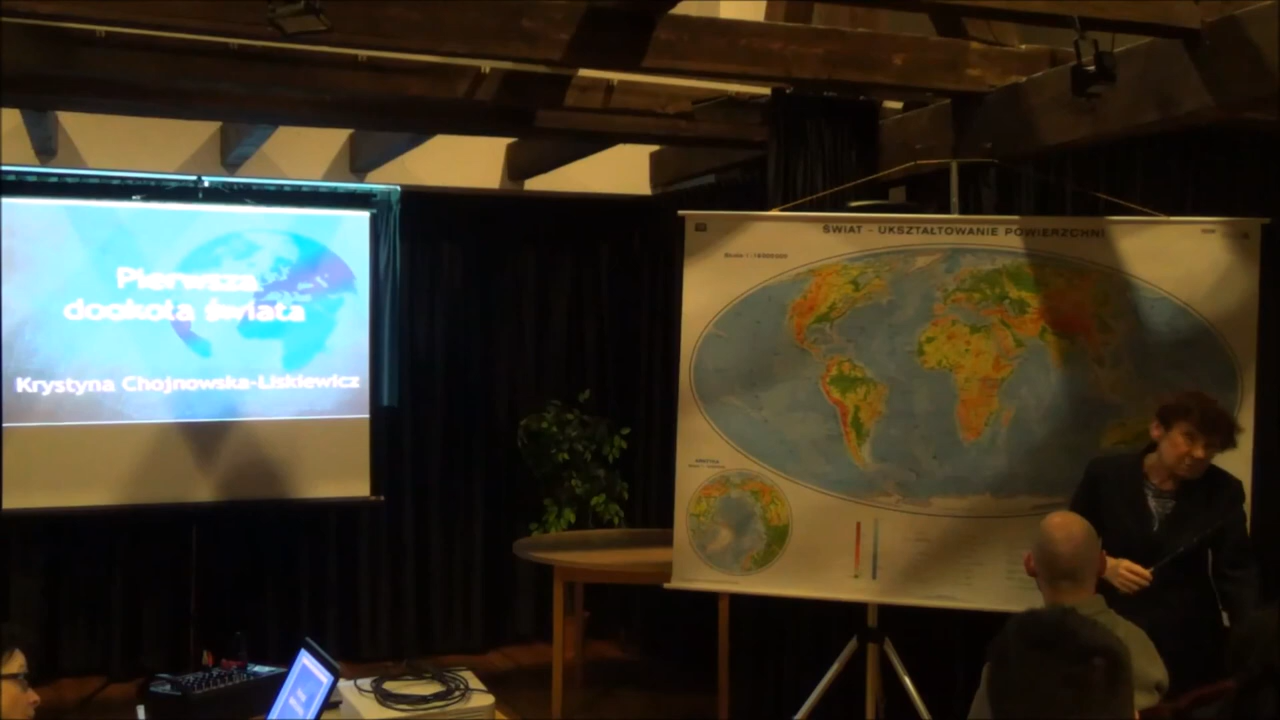 Pierwsza
dookoła świata
Krystyna Chojnowska-Liskiewicz
ŚWIAT - UKSZTAŁTOWANIE POWIERZCHNI